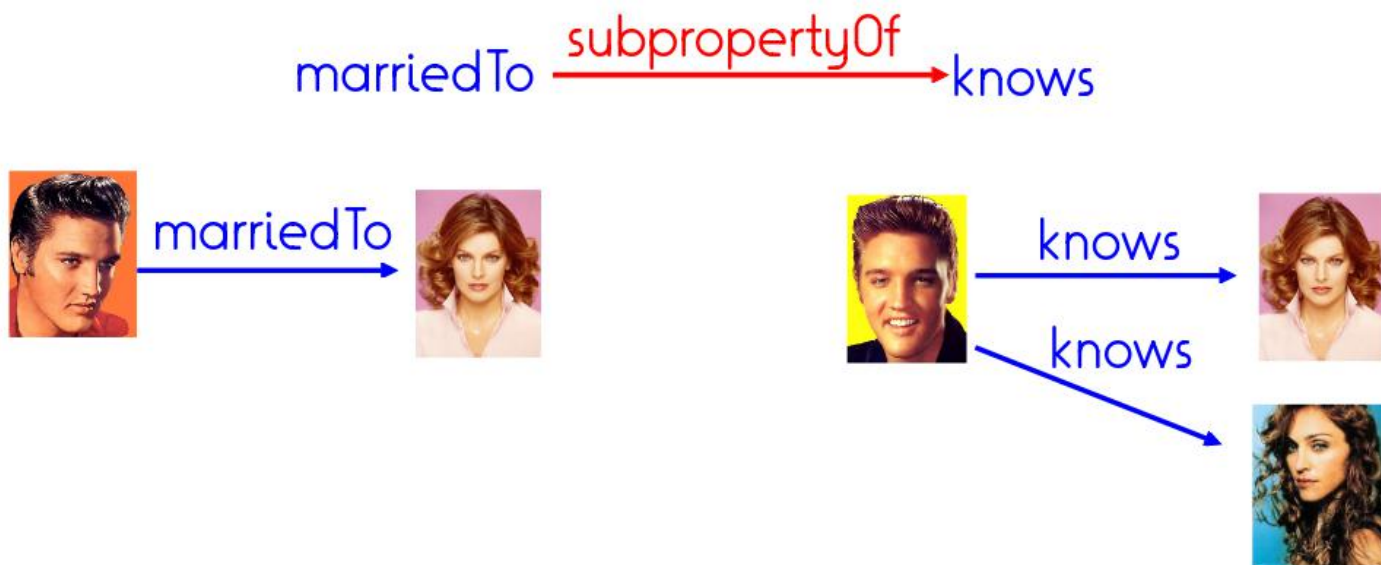 subpropertyOf
marriedTo knows
marriedTo
knows
knows